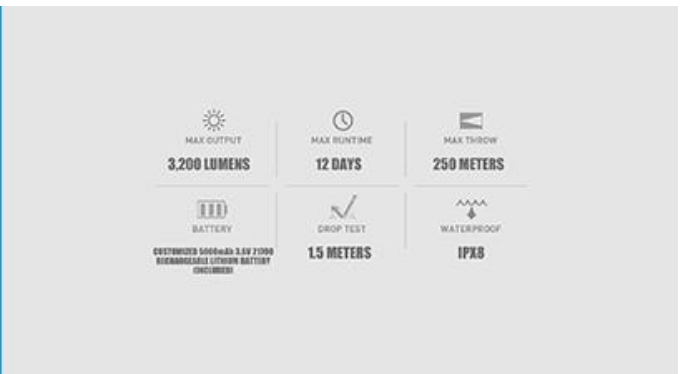 MAX OUTPUT
3,200 LUMENS
MAX RUNTIME
12 DAYS
MAX THROW
250 METERS
BATTERY
CUSTOMIZED 5000mAh 3.6V 21700
RECHARGEABLE LITHIUM BATTERY
(INCLUDED)
DROP TEST
1.5 METERS
WATERPROOF
IPX8